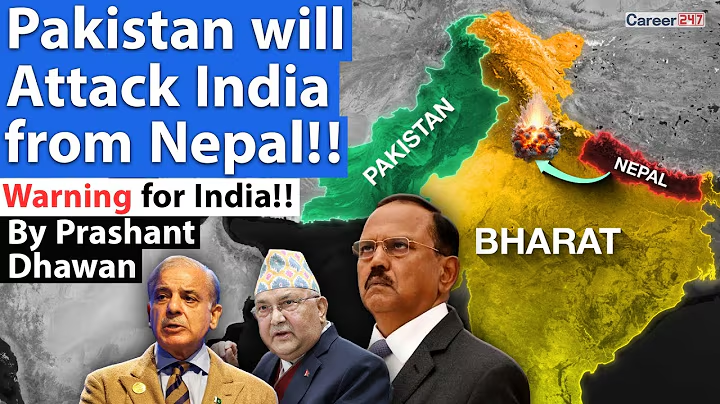 Pakistan will
Attack India
from Nepal!!
Warning for India!!
By Prashant
Dhawan
Career247
PAKISTAN
NEPAL
BHARAT